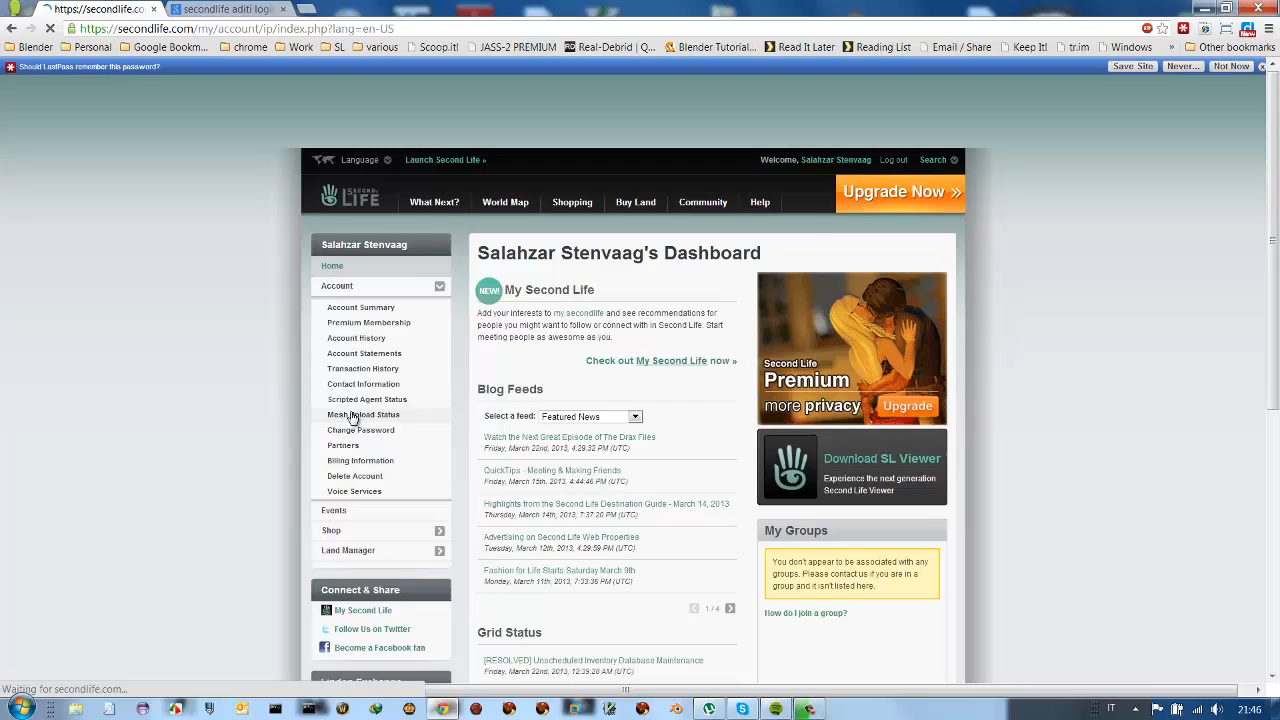 https://second.co
secondlife aditi logi
https://secondlife.com/my/account/ip/index.php?lang=en-US
Blender
Personal
Google Bookm...
Scoop.it!
JASS-2 PREMIUM
Real-Debrid
Blender Tutorial...
Read It Later
Reading List
Email / Share
Keep It!
tr.im
Other bookmarks
New
Should LastPass remember this password?
Save Site
Never...
Not Now
Language
Launch Second Life »
Welcome, Salahzar Stenvaag
Log out
Search
SECOND LIFE
What Next?
World Map
Shopping
Buy Land
Community
Help
Upgrade Now »
Salahzar Stenvaag
Home
Account
Account Summary
Premium Membership
Account History
Account Statements
Transaction History
Contact Information
Scripted Agent Status
Mesh Upload Status
Change Password
Partners
Billing Information
Delete Account
Voice Services
Events
Shop
Land Manager
Connect & Share
My Second Life
Follow Us on Twitter
Become a Facebook fan
Salahzar Stenvaag's Dashboard
NEW!
My Second Life
Add your interests to my.secondlife and see recommendations for
people you might want to follow or connect with in Second Life. Start
meeting people as awesome as you.
Check out My Second Life now »
Blog Feeds
Select a feed: Featured News
Watch the Next Great Episode of The Drax Files
Friday, March 22nd, 2013, 4:29:32 PM (UTC)
QuickTips - Meeting & Making Friends
Friday, March 15th, 2013, 4:44:46 PM (UTC)
Highlights from the Second Life Destination Guide - March 14, 2013
Thursday, March 14th, 2013, 7:37:20 PM (UTC)
Advertising on Second Life Web Properties
Tuesday, March 12th, 2013, 4:29:59 PM (UTC)
Fashion for Life Starts Saturday March 9th
Monday, March 11th, 2013, 7:33:36 PM (UTC)
1 / 4
Grid Status
[RESOLVED] Unscheduled Inventory Database Maintenance
Friday, March 22nd, 2013, 12:39:28 AM (UTC)
Second Life
Premium
more privacy
Upgrade
Download SL Viewer
Experience the next generation
Second Life Viewer
My Groups
You don't appear to be associated with any
groups. Please contact us if you are in a
group and it isn't listed here.
How do I join a group?
Waiting for secondlife.com...
IT
21:46